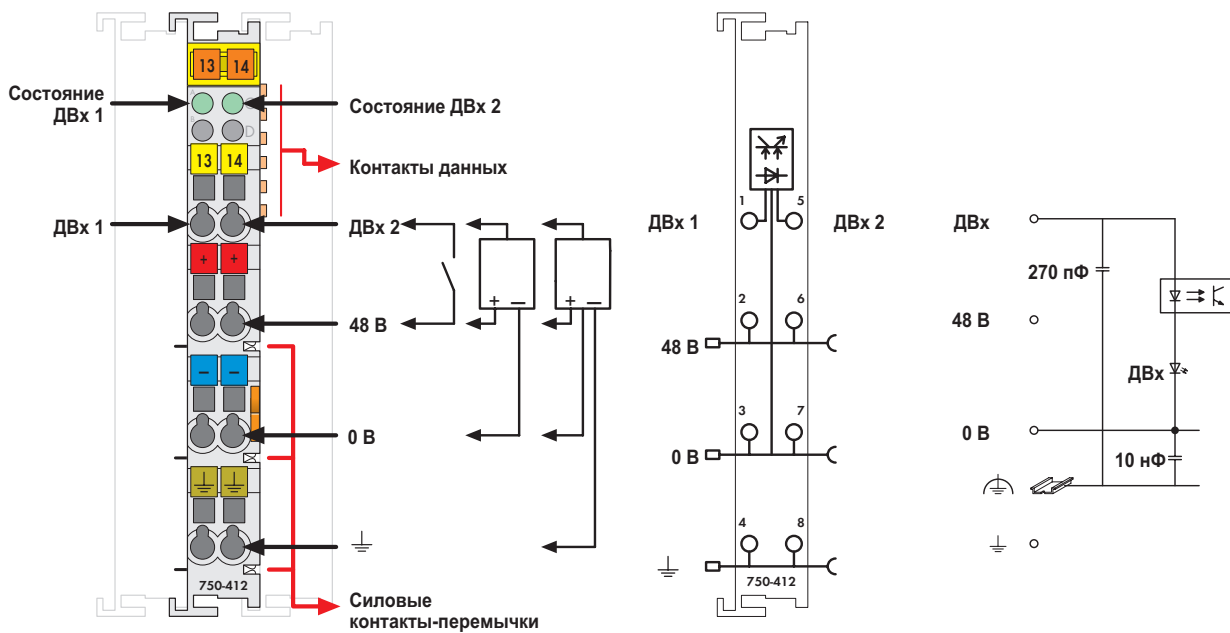 13 14
Состояние
ДВх 1
A
C
Состояние ДВх 2
B
D
13 14
Контакты данных
ДВх 1
ДВх 2
+ +
+ − + −
48 В
− −
0 В
750-412
Силовые
контакты-перемычки
1 5
ДВх 1
ДВх 2
2 6
48 В
3 7
0 В
4 8
750-412
ДВх
270 пФ
48 В
ДВх
0 В
10 нФ